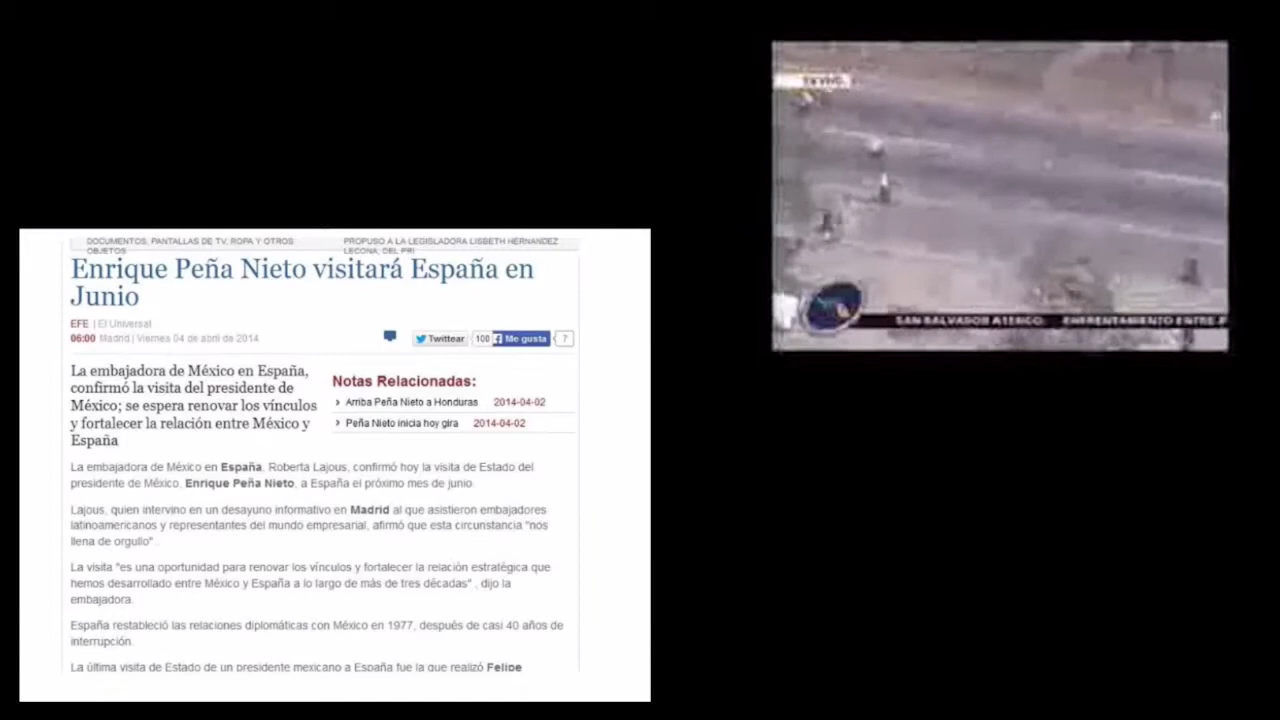 DOCUMENTOS, PANTALLAS DE TV, ROPA Y OTROS
OBJETOS
PROPUSO A LA LEGISLADORA LISBETH HERNANDEZ
LECONA, DEL PRI
Enrique Peña Nieto visitará España en
Junio
EFE | El Universal
06:00 Madrid | Viernes 04 de abril de 2014
Twittear 100 Me gusta 7
La embajadora de México en España,
confirmó la visita del presidente de
México; se espera renovar los vínculos
y fortalecer la relación entre México y
España
Notas Relacionadas:
Arriba Peña Nieto a Honduras 2014-04-02
Peña Nieto inicia hoy gira 2014-04-02
La embajadora de México en España, Roberta Lajous, confirmó hoy la visita de Estado del
presidente de México, Enrique Peña Nieto, a España el próximo mes de junio.
Lajous, quien intervino en un desayuno informativo en Madrid al que asistieron embajadores
latinoamericanos y representantes del mundo empresarial, afirmó que esta circunstancia "nos
llena de orgullo" .
La visita "es una oportunidad para renovar los vínculos y fortalecer la relación estratégica que
hemos desarrollado entre México y España a lo largo de más de tres décadas" , dijo la
embajadora.
España restableció las relaciones diplomáticas con México en 1977, después de casi 40 años de
interrupción.
La última visita de Estado de un presidente mexicano a España fue la que realizó Felipe
EN VIVO
SAN SALVADOR ATENCO. ENFRENTAMIENTO ENTRE